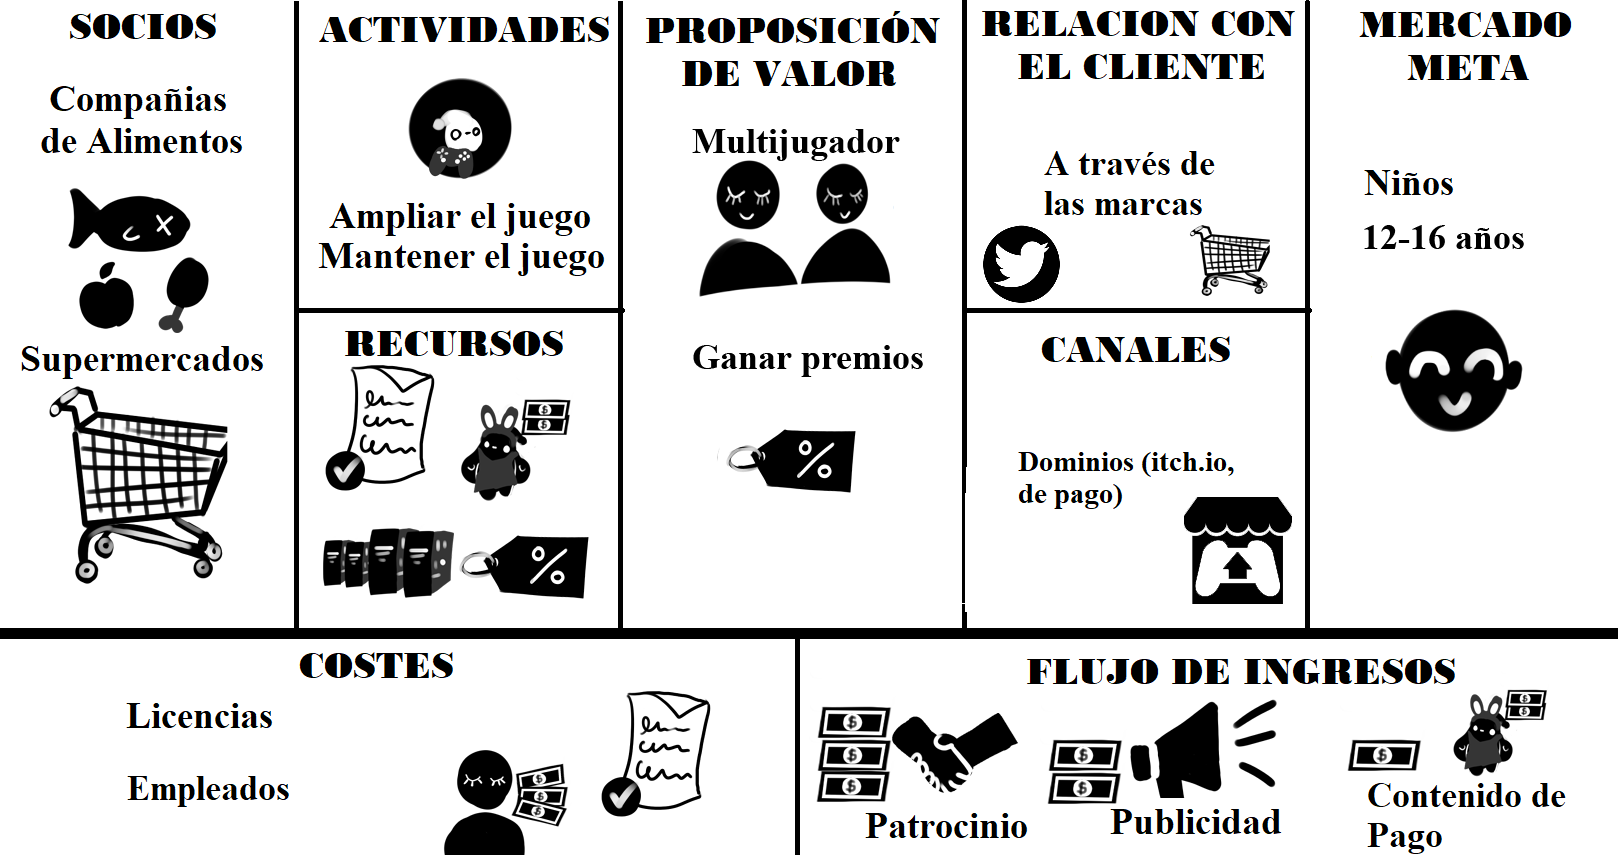 SOCIOS
Compañias
de Alimentos
Supermercados
ACTIVIDADES
Ampliar el juego
Mantener el juego
RECURSOS
%
PROPOSICIÓN
DE VALOR
Multijugador
Ganar premios
%
RELACION CON
EL CLIENTE
A través de
las marcas
CANALES
Dominios (itch.io,
de pago)
MERCADO
META
Niños
12-16 años
COSTES
Licencias
Empleados
FLUJO DE INGRESOS
Patrocinio
Publicidad
Contenido de
Pago